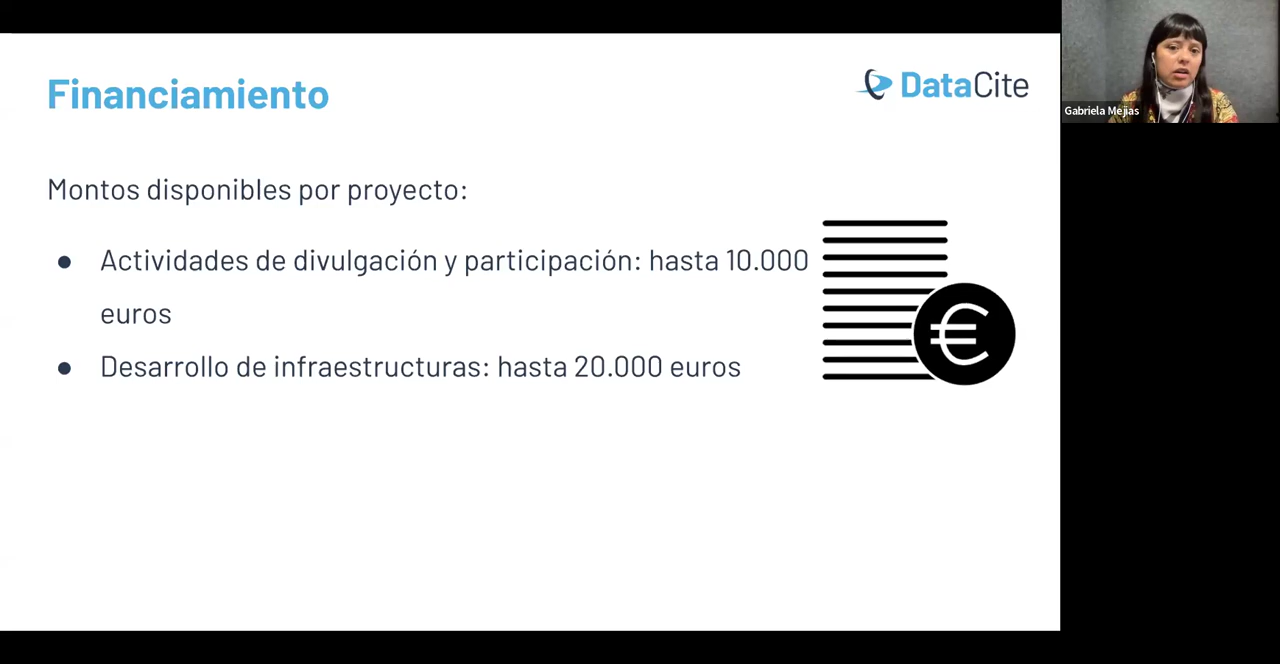 Financiamiento
DataCite
Montos disponibles por proyecto:
● Actividades de divulgación y participación: hasta 10.000
euros
● Desarrollo de infraestructuras: hasta 20.000 euros
€
Gabriela Mejias